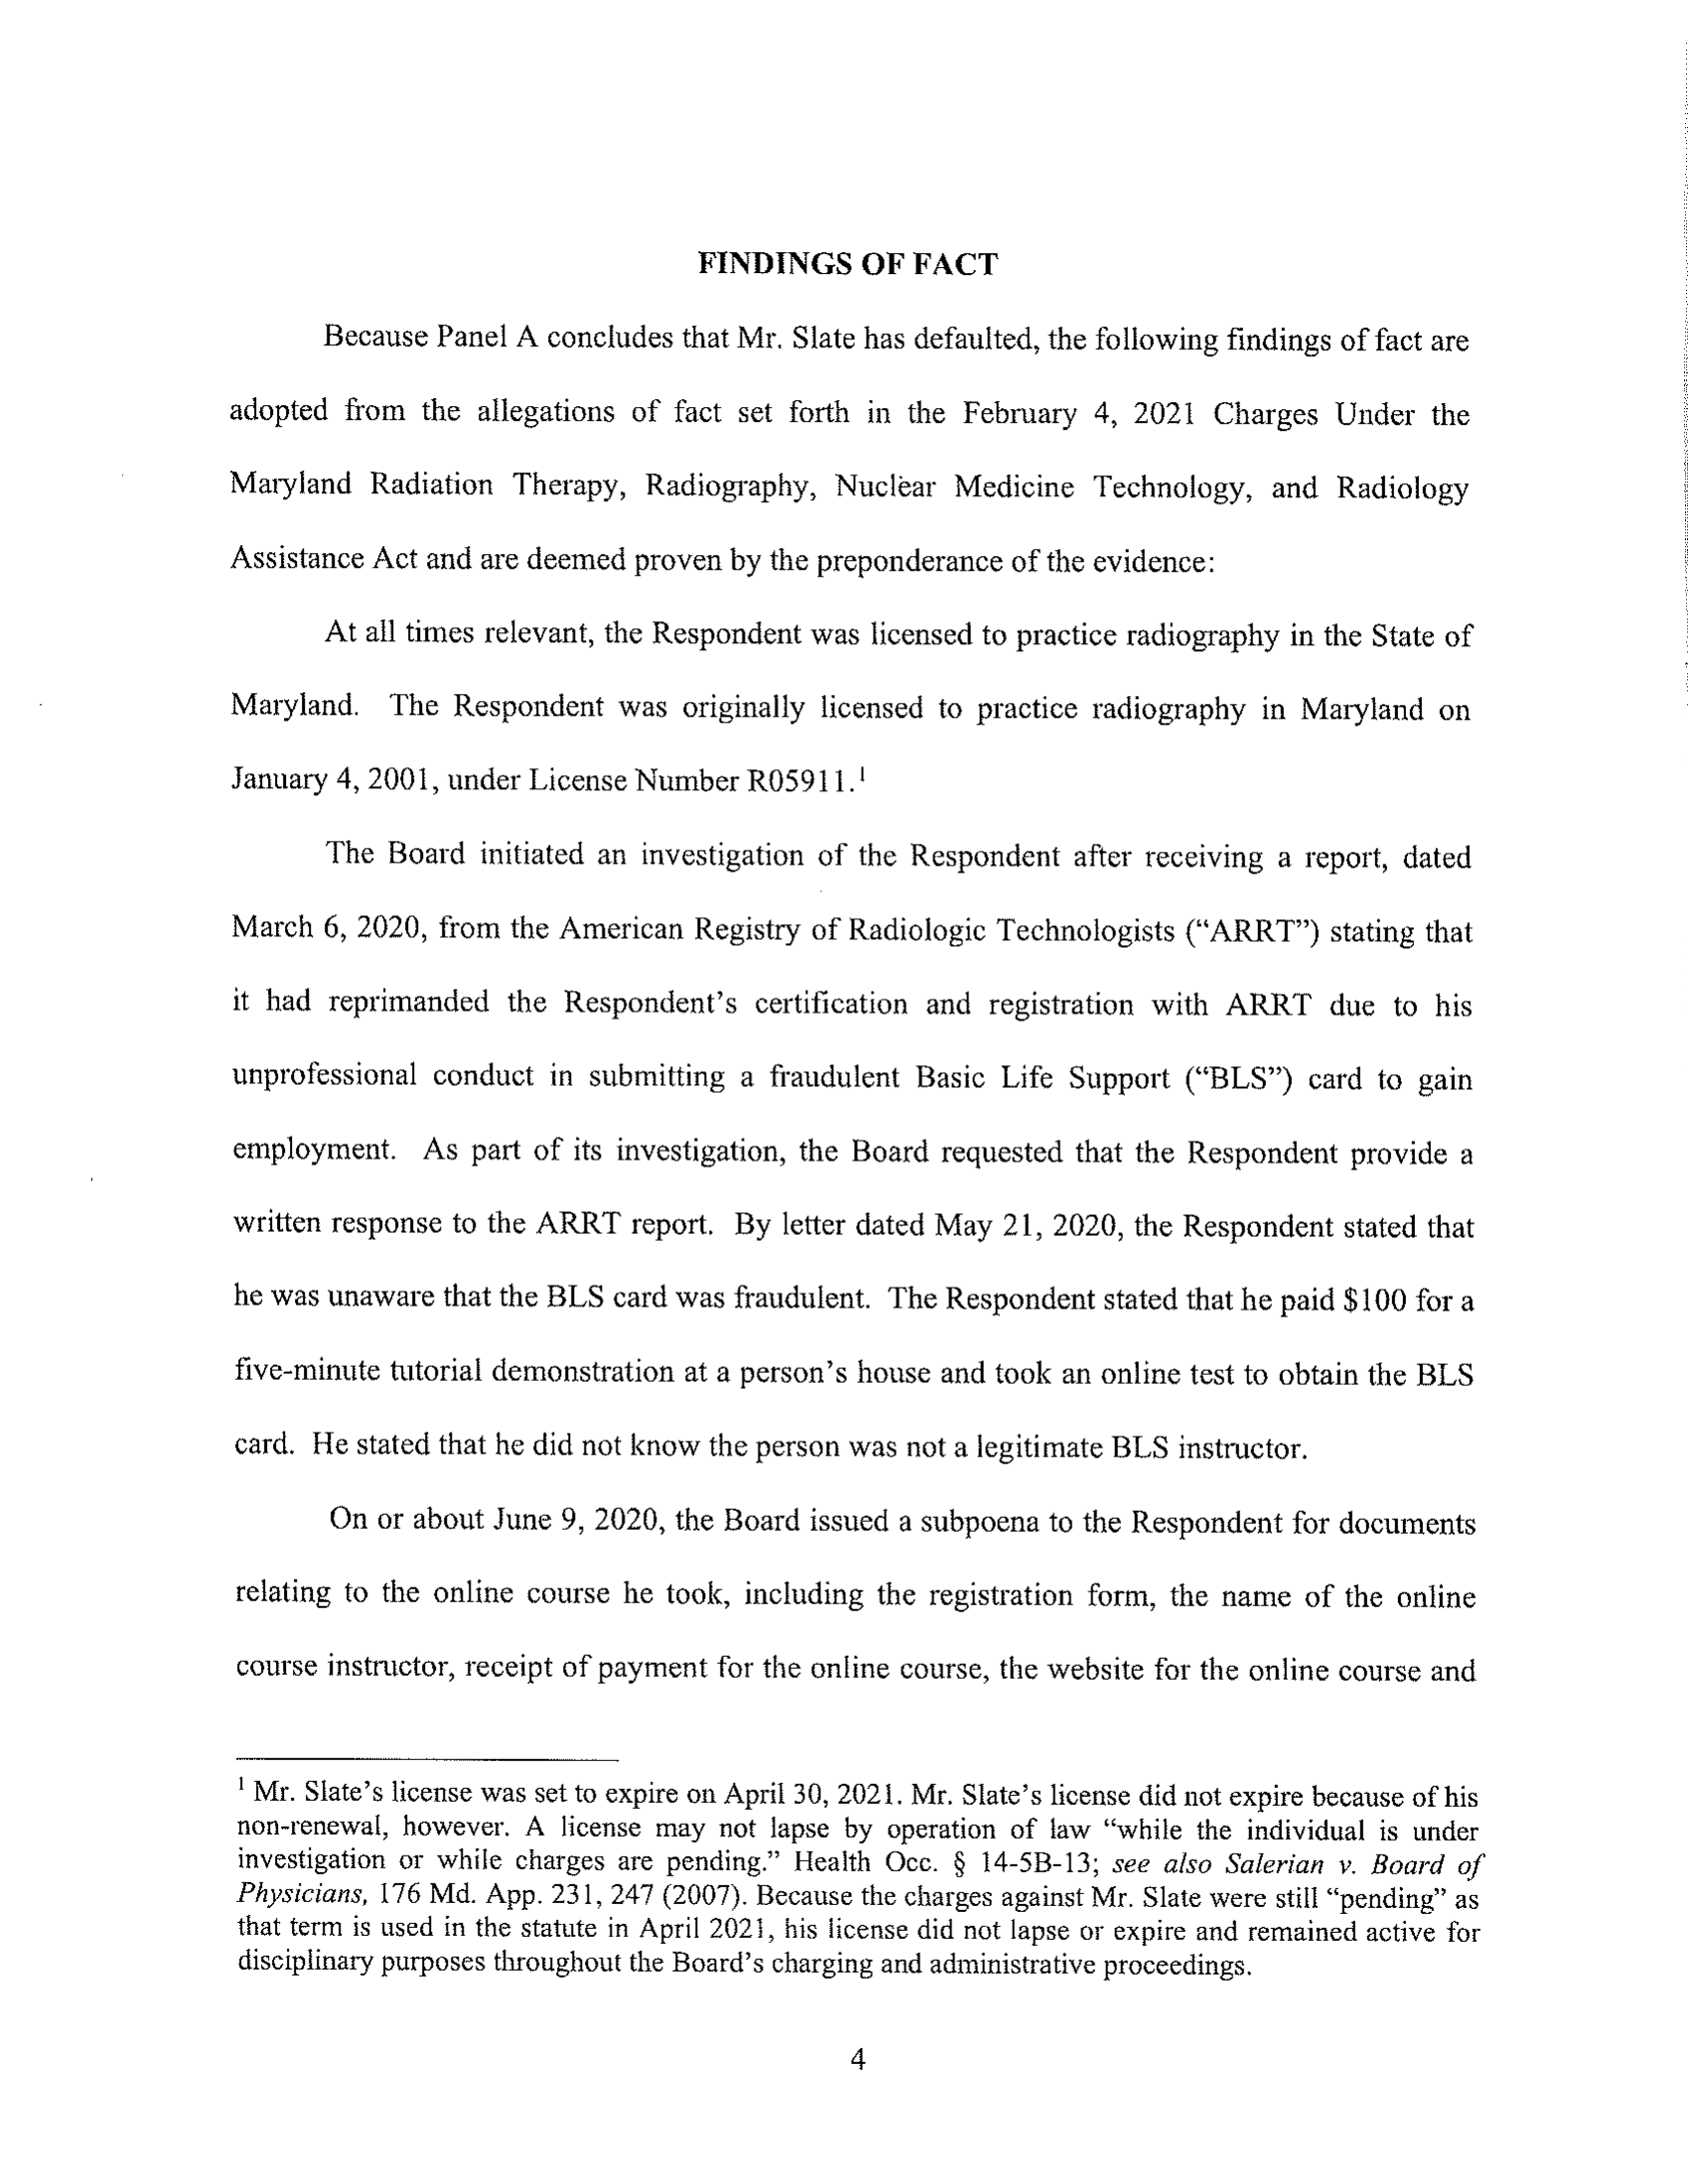 FINDINGS OF FACT
Because Panel A concludes that Mr. Slate has defaulted, the following findings of fact are
adopted from the allegations of fact set forth in the February 4, 2021 Charges Under the
Maryland Radiation Therapy, Radiography, Nuclear Medicine Technology, and Radiology
Assistance Act and are deemed proven by the preponderance of the evidence:
At all times relevant, the Respondent was licensed to practice radiography in the State of
Maryland. The Respondent was originally licensed to practice radiography in Maryland on
January 4, 2001, under License Number R05911.¹
The Board initiated an investigation of the Respondent after receiving a report, dated
March 6, 2020, from the American Registry of Radiologic Technologists (“ARRT”) stating that
it had reprimanded the Respondent’s certification and registration with ARRT due to his
unprofessional conduct in submitting a fraudulent Basic Life Support (“BLS”) card to gain
employment. As part of its investigation, the Board requested that the Respondent provide a
written response to the ARRT report. By letter dated May 21, 2020, the Respondent stated that
he was unaware that the BLS card was fraudulent. The Respondent stated that he paid $100 for a
five-minute tutorial demonstration at a person’s house and took an online test to obtain the BLS
card. He stated that he did not know the person was not a legitimate BLS instructor.
On or about June 9, 2020, the Board issued a subpoena to the Respondent for documents
relating to the online course he took, including the registration form, the name of the online
course instructor, receipt of payment for the online course, the website for the online course and
¹ Mr. Slate’s license was set to expire on April 30, 2021. Mr. Slate’s license did not expire because of his
non-renewal, however. A license may not lapse by operation of law “while the individual is under
investigation or while charges are pending.” Health Occ. § 14-5B-13; see also Salerian v. Board of
Physicians, 176 Md. App. 231, 247 (2007). Because the charges against Mr. Slate were still “pending” as
that term is used in the statute in April 2021, his license did not lapse or expire and remained active for
disciplinary purposes throughout the Board’s charging and administrative proceedings.
4